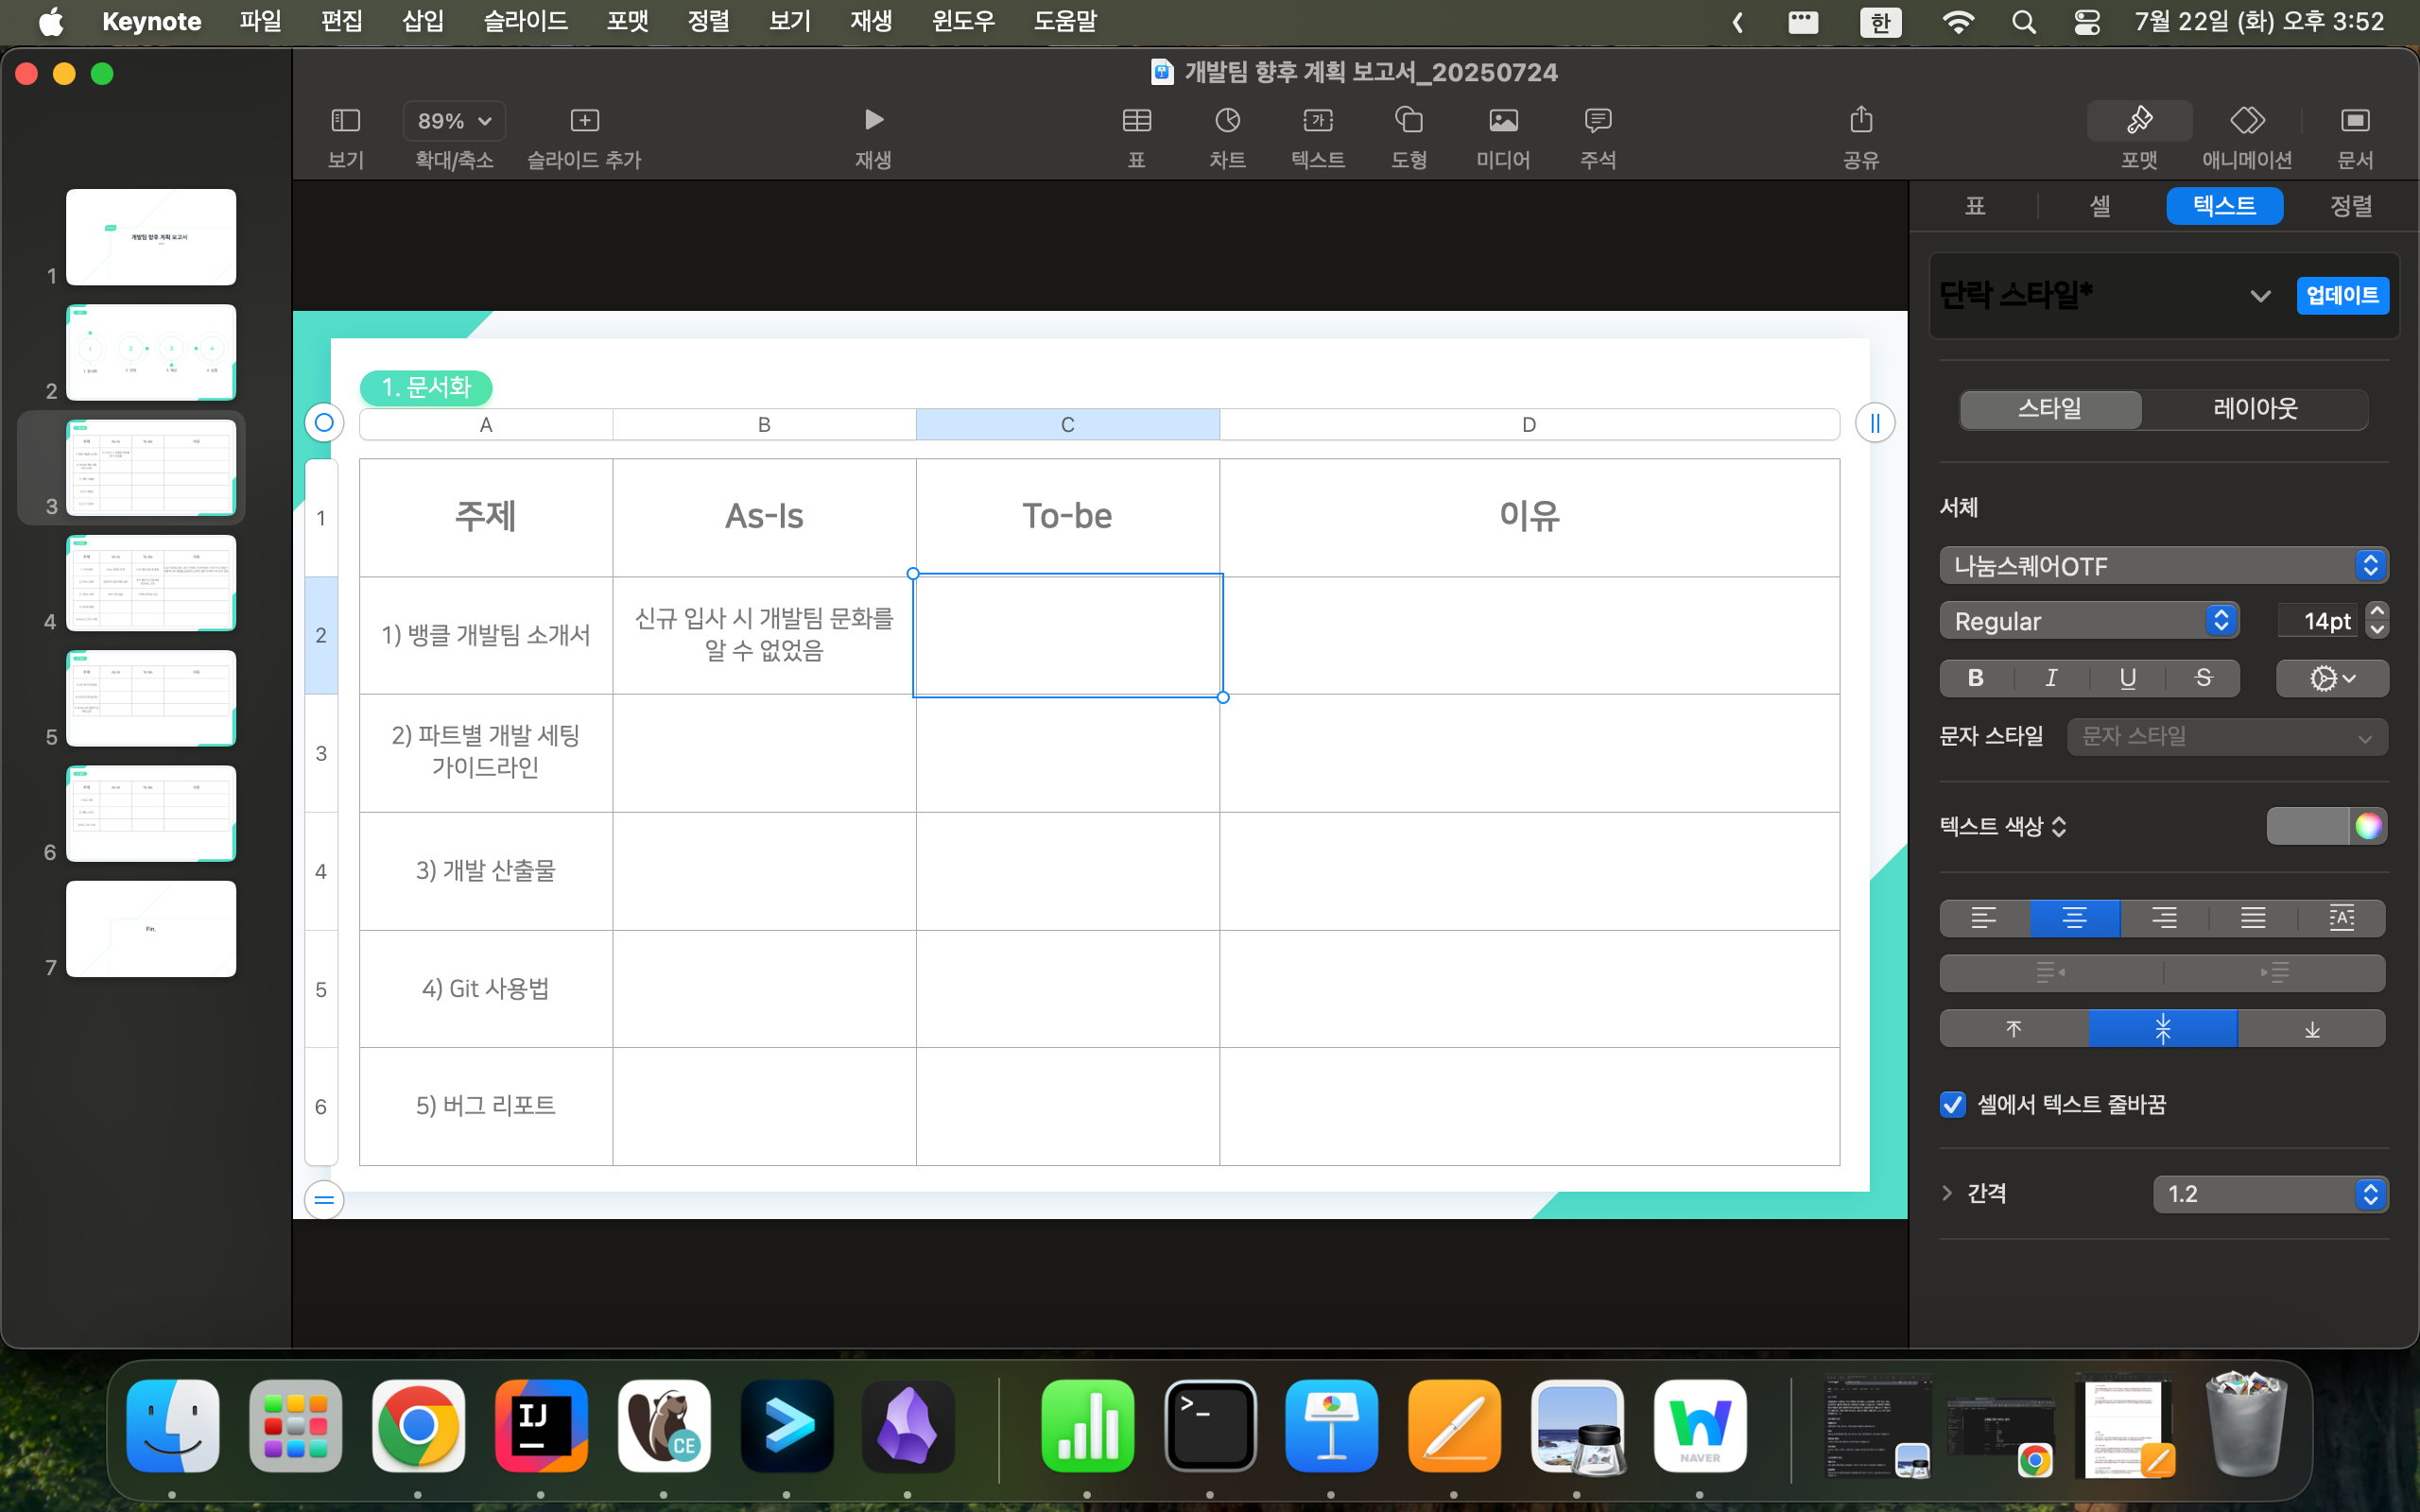 Keynote 파일 편집 삽입 슬라이드 포맷 정렬 보기 재생 윈도우 도움말 한 7월 22일 (화) 오후 3:52
개발팀 향후 계획 보고서_20250724
89%
보기 확대/축소 슬라이드 추가 재생 표 차트 텍스트 도형 미디어 주석 공유 포맷 애니메이션 문서
개발팀 향후 계획 보고서
1
2
3
4
5
6
Fin.
7
1. 문서화
A B C D
1 주제 As-Is To-be 이유
2 1) 뱅클 개발팀 소개서 신규 입사 시 개발팀 문화를
알 수 없었음
3 2) 파트별 개발 세팅
가이드라인
4 3) 개발 산출물
5 4) Git 사용법
6 5) 버그 리포트
표 셀 텍스트 정렬
단락 스타일* 업데이트
스타일 레이아웃
서체
나눔스퀘어OTF
Regular 14pt
B I U S
문자 스타일 문자 스타일
텍스트 색상
셀에서 텍스트 줄바꿈
간격 1.2
IJ
CE
>_
NAVER